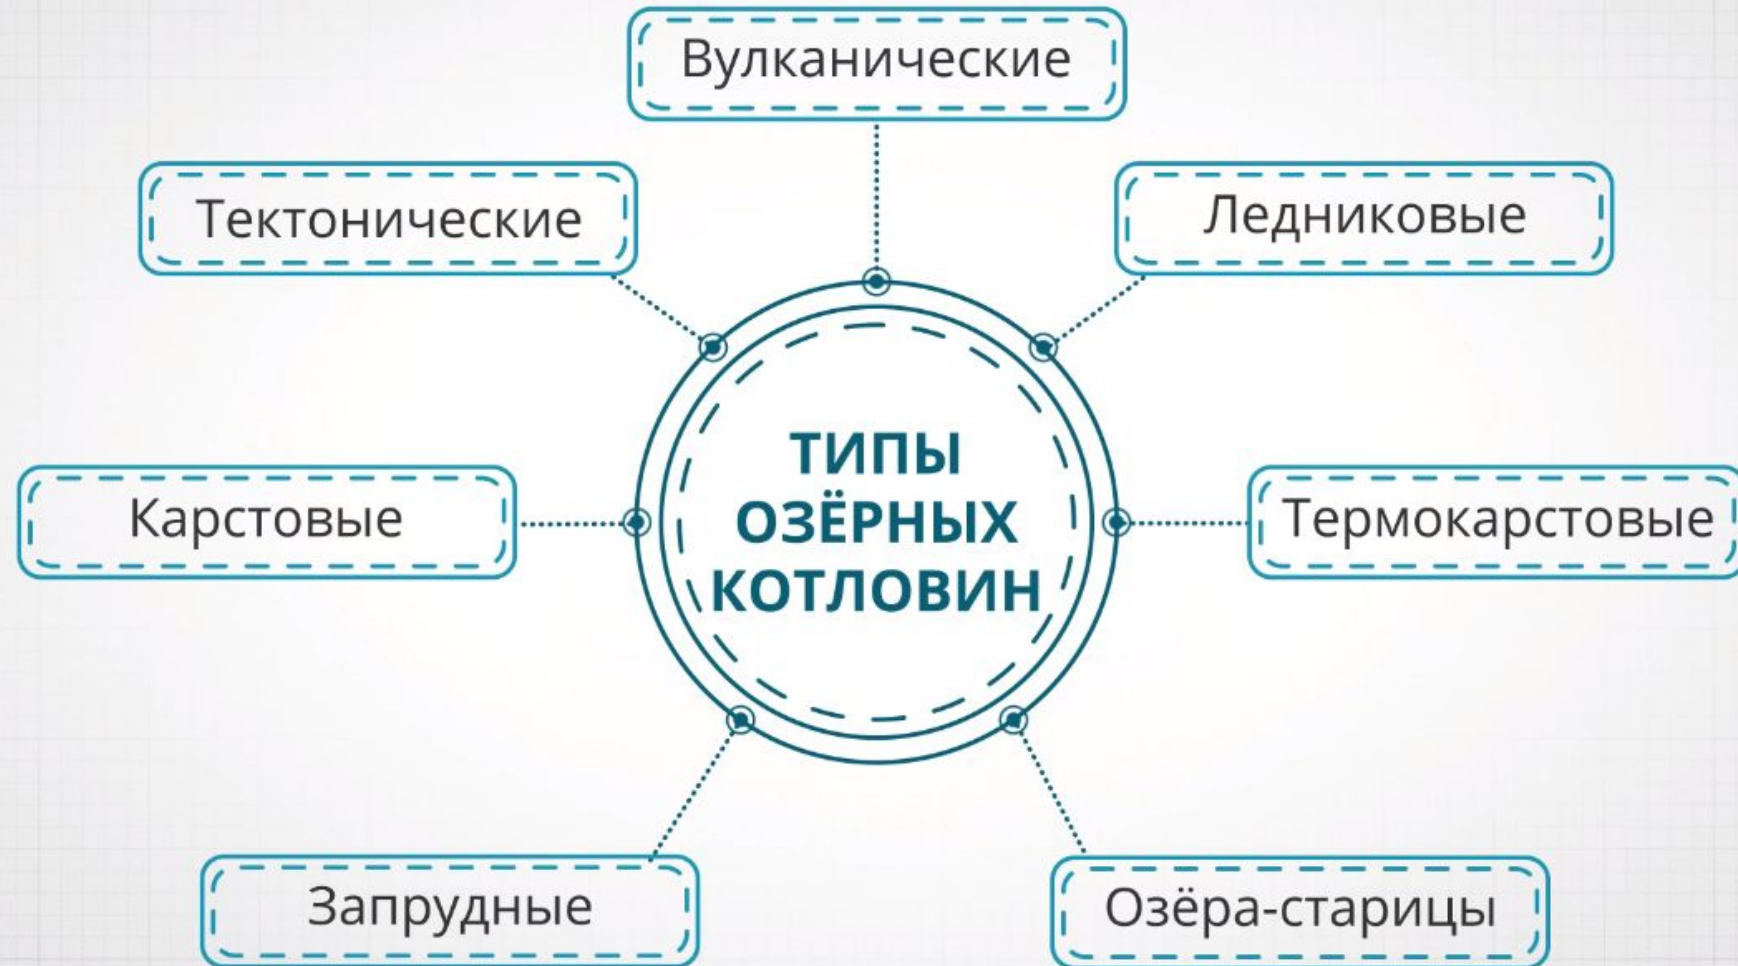 Вулканические
Тектонические
Ледниковые
ТИПЫ
ОЗЁРНЫХ
КОТЛОВИН
Карстовые
Термокарстовые
Запрудные
Озёра-старицы